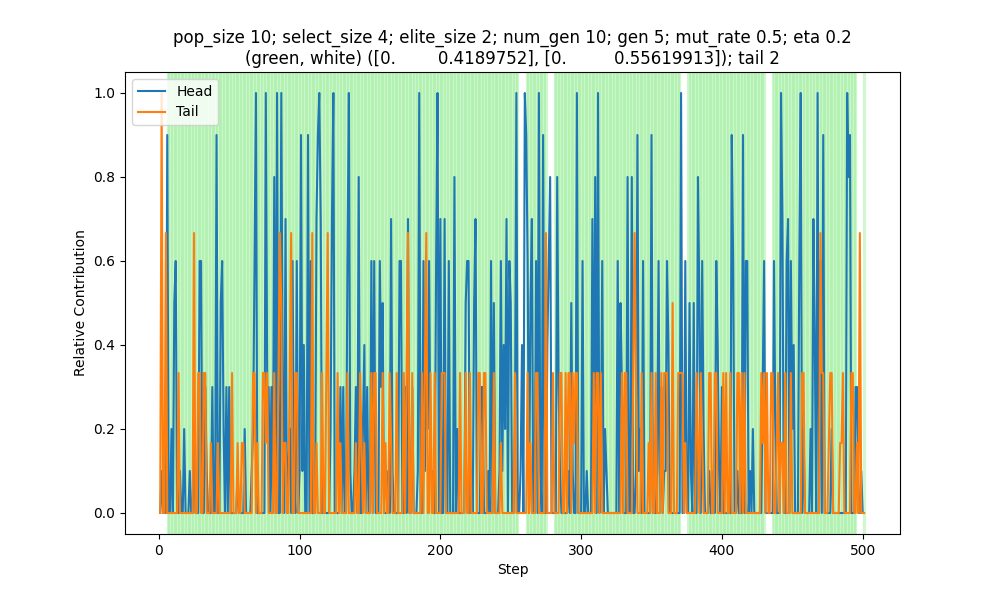 pop_size 10; select_size 4; elite_size 2; num_gen 10; gen 5; mut_rate 0.5; eta 0.2
(green, white) ([0. 0.4189752], [0. 0.55619913]); tail 2
Head
Tail
1.0
0.8
0.6
0.4
0.2
0.0
Relative Contribution
0 100 200 300 400 500
Step